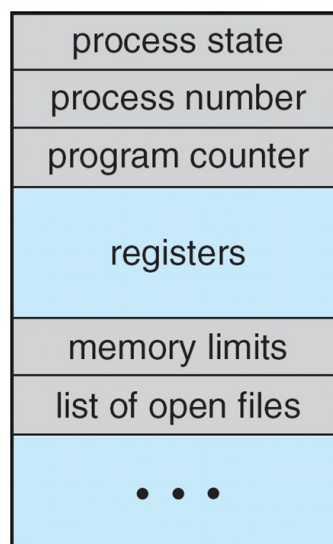 process state
process number
program counter
registers
memory limits
list of open files
• • •